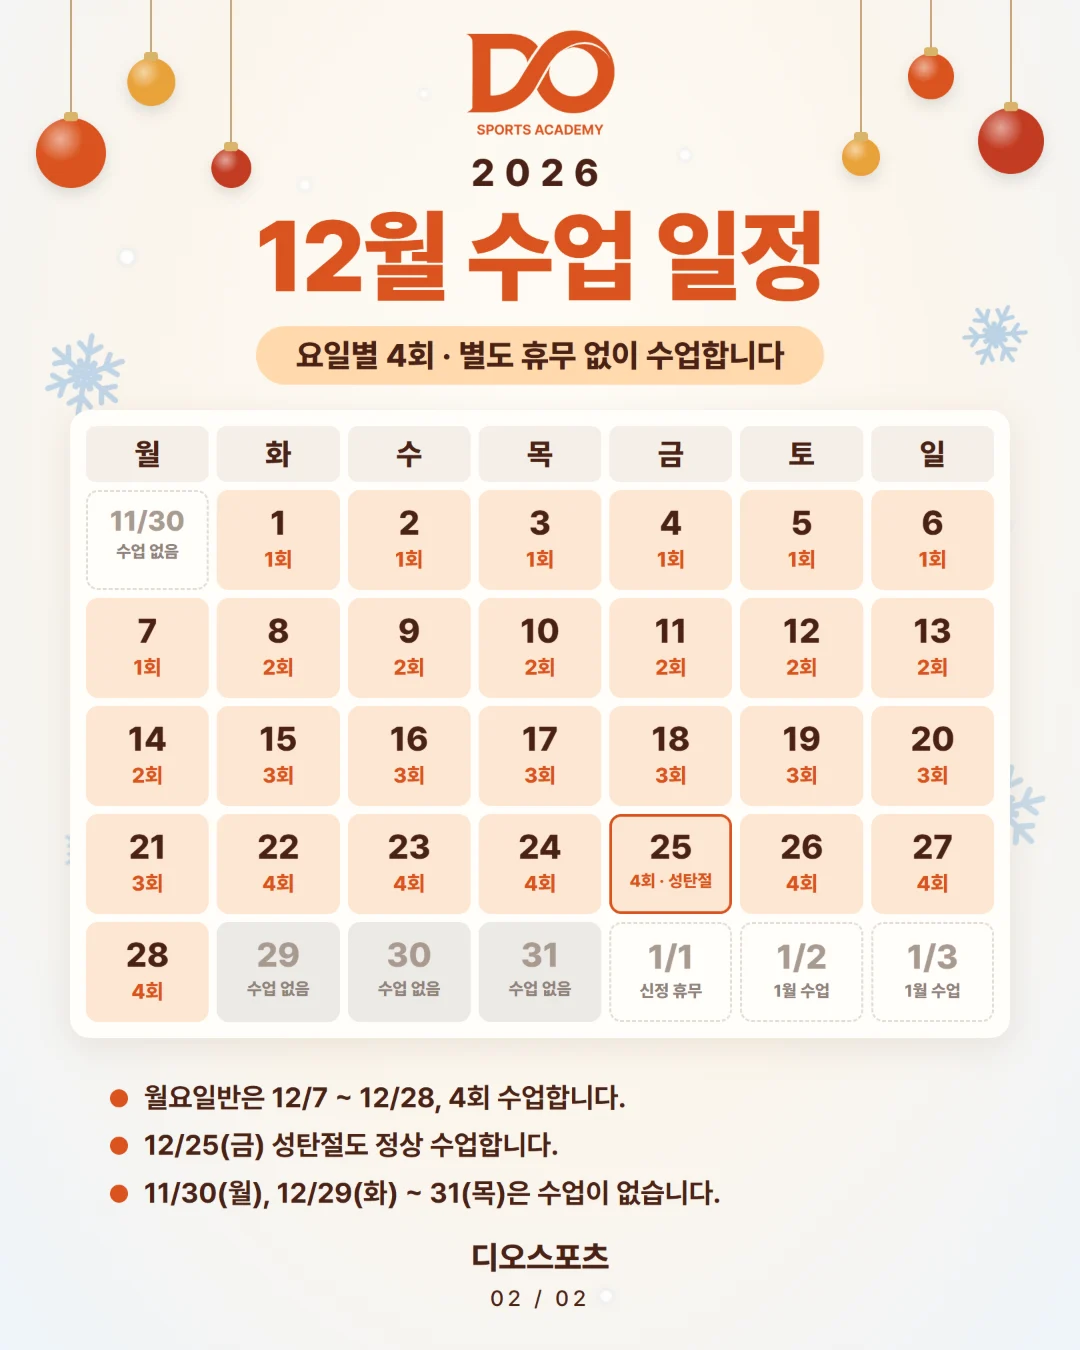 DO
SPORTS ACADEMY
2026
12월 수업 일정
요일별 4회 · 별도 휴무 없이 수업합니다
월 화 수 목 금 토 일
11/30 1 2 3 4 5 6
수업 없음 1회 1회 1회 1회 1회 1회
7 8 9 10 11 12 13
1회 2회 2회 2회 2회 2회 2회
14 15 16 17 18 19 20
2회 3회 3회 3회 3회 3회 3회
21 22 23 24 25 26 27
3회 4회 4회 4회 4회 · 성탄절 4회 4회
28 29 30 31 1/1 1/2 1/3
4회 수업 없음 수업 없음 수업 없음 신정 휴무 1월 수업 1월 수업
월요일반은 12/7 ~ 12/28, 4회 수업합니다.
12/25(금) 성탄절도 정상 수업합니다.
11/30(월), 12/29(화) ~ 31(목)은 수업이 없습니다.
디오스포츠
02 / 02